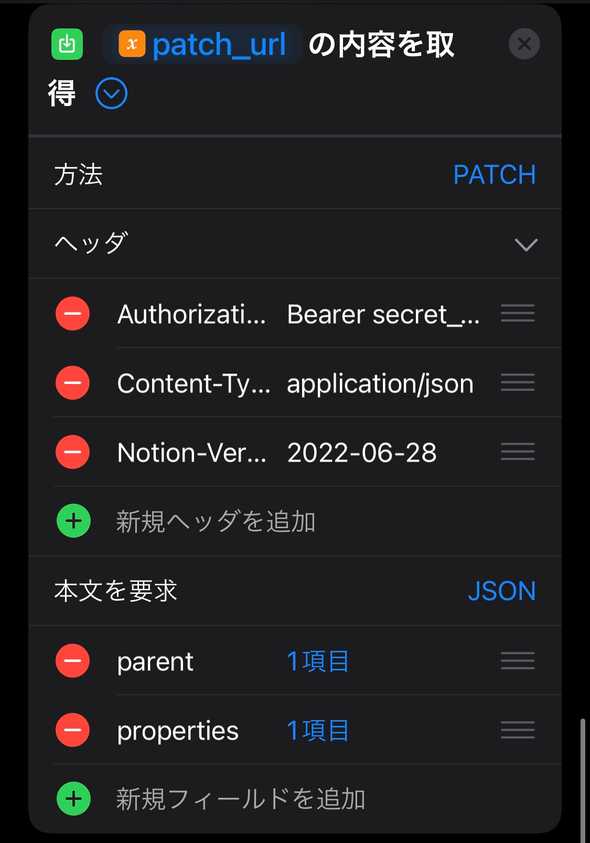 patch_url の内容を取
得
方法 PATCH
ヘッダ
Authorizati... Bearer secret_...
Content-Ty... application/json
Notion-Ver... 2022-06-28
新規ヘッダを追加
本文を要求 JSON
parent 1項目
properties 1項目
新規フィールドを追加